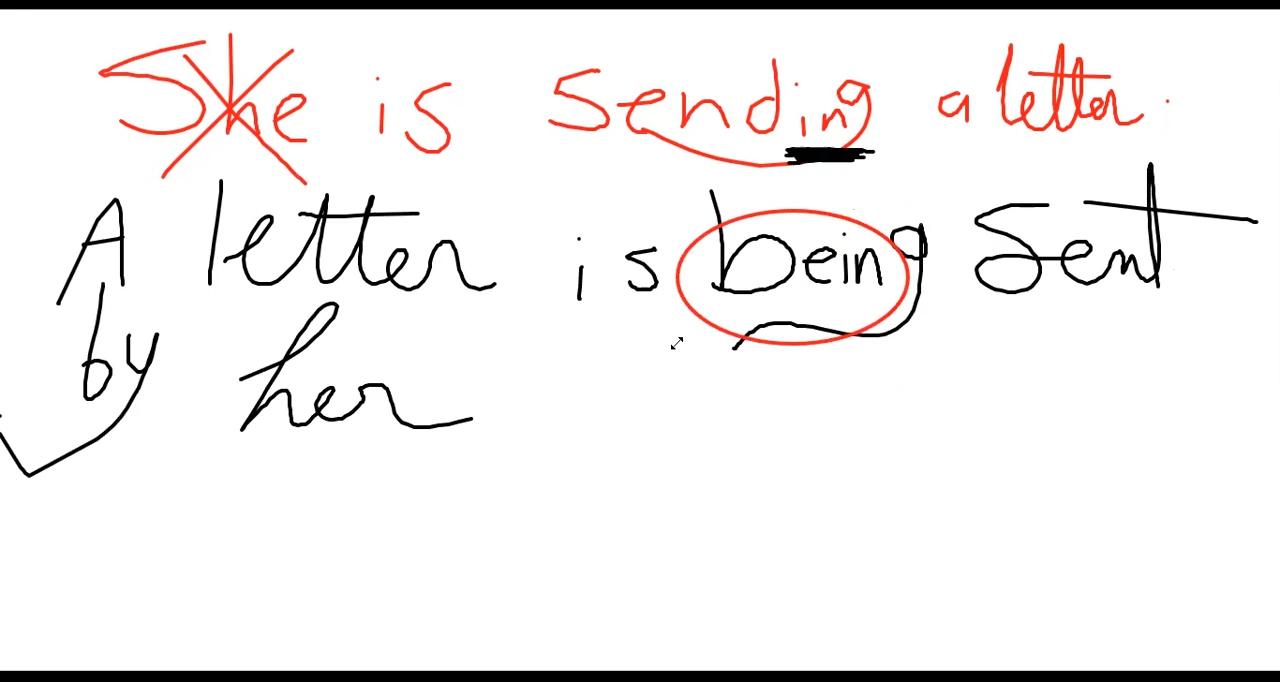 She is sending a letter.
A letter is being sent
by her